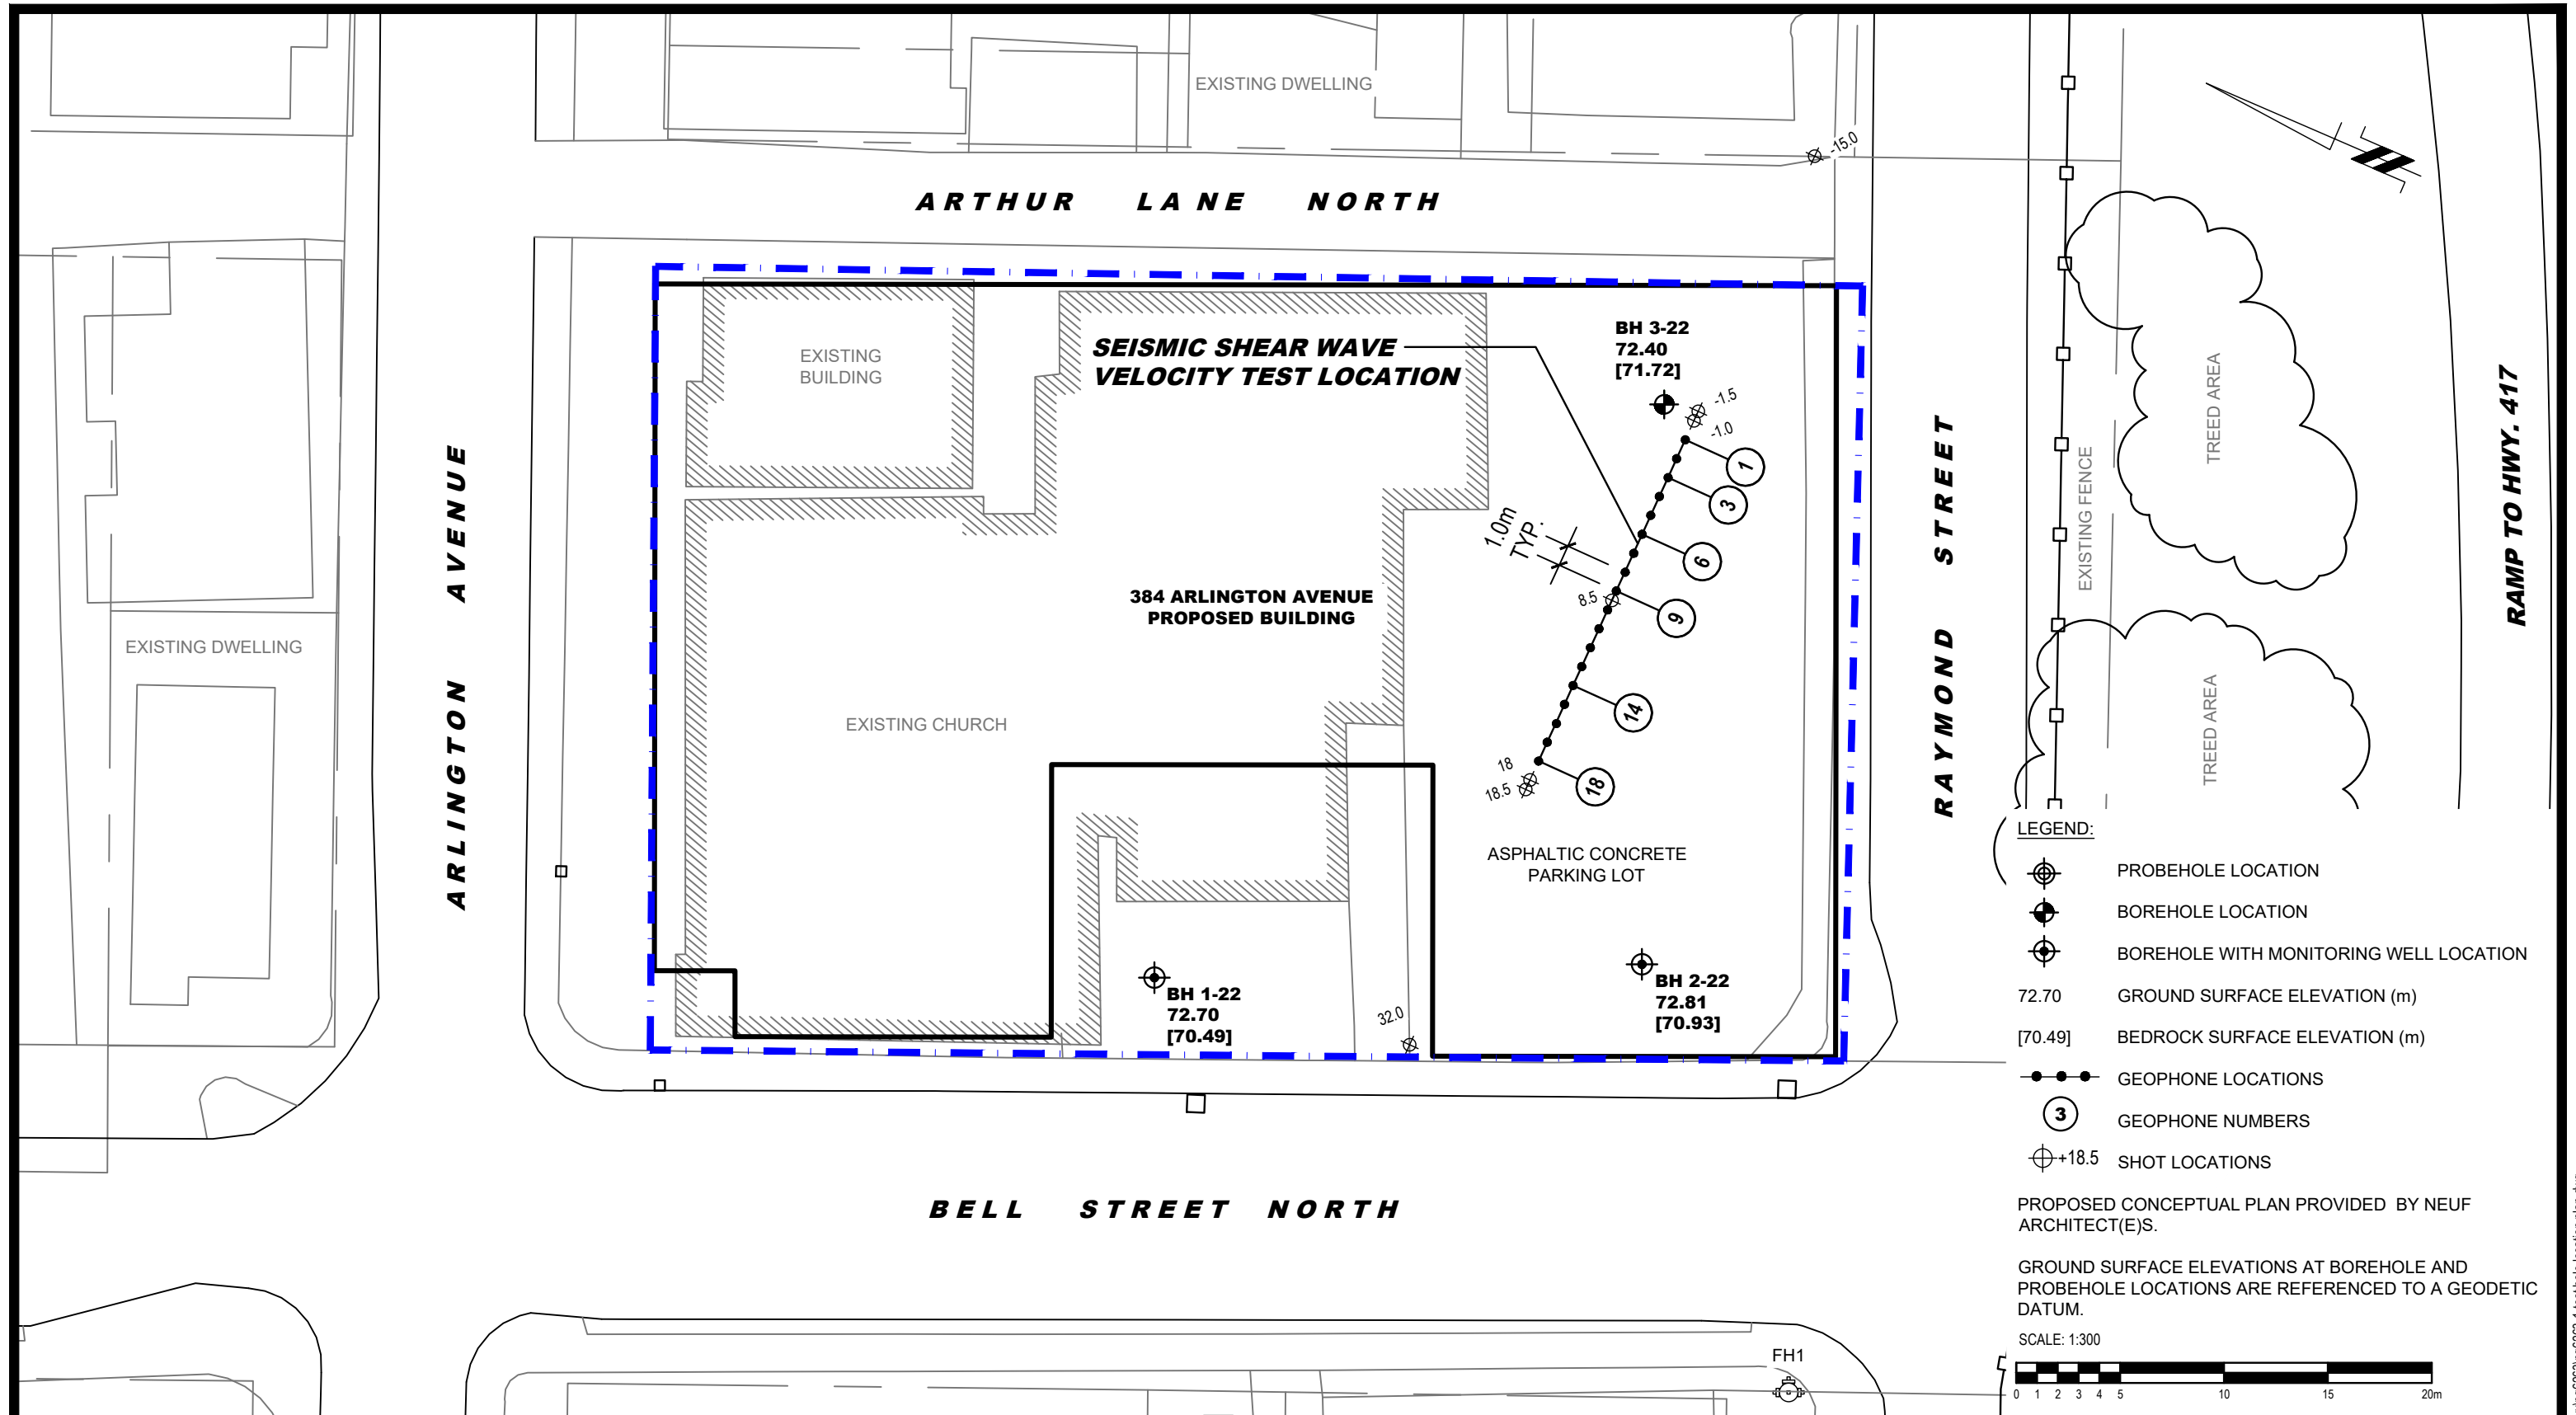 EXISTING DWELLING
-15.0
ARTHUR LANE NORTH
EXISTING
BUILDING
SEISMIC SHEAR WAVE
VELOCITY TEST LOCATION
BH 3-22
72.40
[71.72]
-1.5
-1.0
1
3
6
9
14
18
1.0m
TYP.
8.5
18
18.5
384 ARLINGTON AVENUE
PROPOSED BUILDING
EXISTING DWELLING
EXISTING CHURCH
ARLINGTON AVENUE
RAYMOND STREET
EXISTING FENCE
TREED AREA
TREED AREA
RAMP TO HWY. 417
ASPHALTIC CONCRETE
PARKING LOT
BH 1-22
72.70
[70.49]
32.0
BH 2-22
72.81
[70.93]
BELL STREET NORTH
FH1
LEGEND:
PROBEHOLE LOCATION
BOREHOLE LOCATION
BOREHOLE WITH MONITORING WELL LOCATION
72.70 GROUND SURFACE ELEVATION (m)
[70.49] BEDROCK SURFACE ELEVATION (m)
GEOPHONE LOCATIONS
3 GEOPHONE NUMBERS
+18.5 SHOT LOCATIONS
PROPOSED CONCEPTUAL PLAN PROVIDED BY NEUF
ARCHITECT(E)S.
GROUND SURFACE ELEVATIONS AT BOREHOLE AND
PROBEHOLE LOCATIONS ARE REFERENCED TO A GEODETIC
DATUM.
SCALE: 1:300
0 1 2 3 4 5 10 15 20m